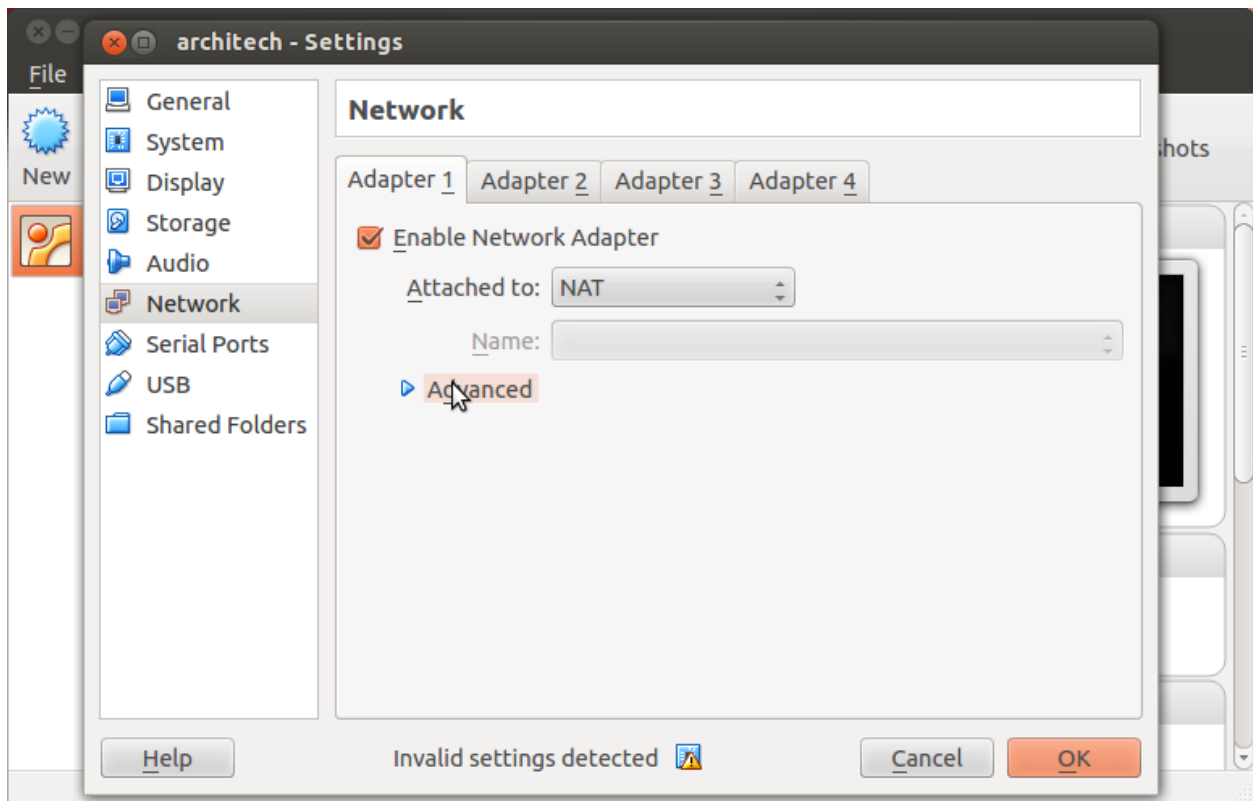 architech - Settings
File
New
shots
General
System
Display
Storage
Audio
Network
Serial Ports
USB
Shared Folders
Network
Adapter 1 Adapter 2 Adapter 3 Adapter 4
Enable Network Adapter
Attached to: NAT
Name:
Advanced
Help
Invalid settings detected
Cancel
OK